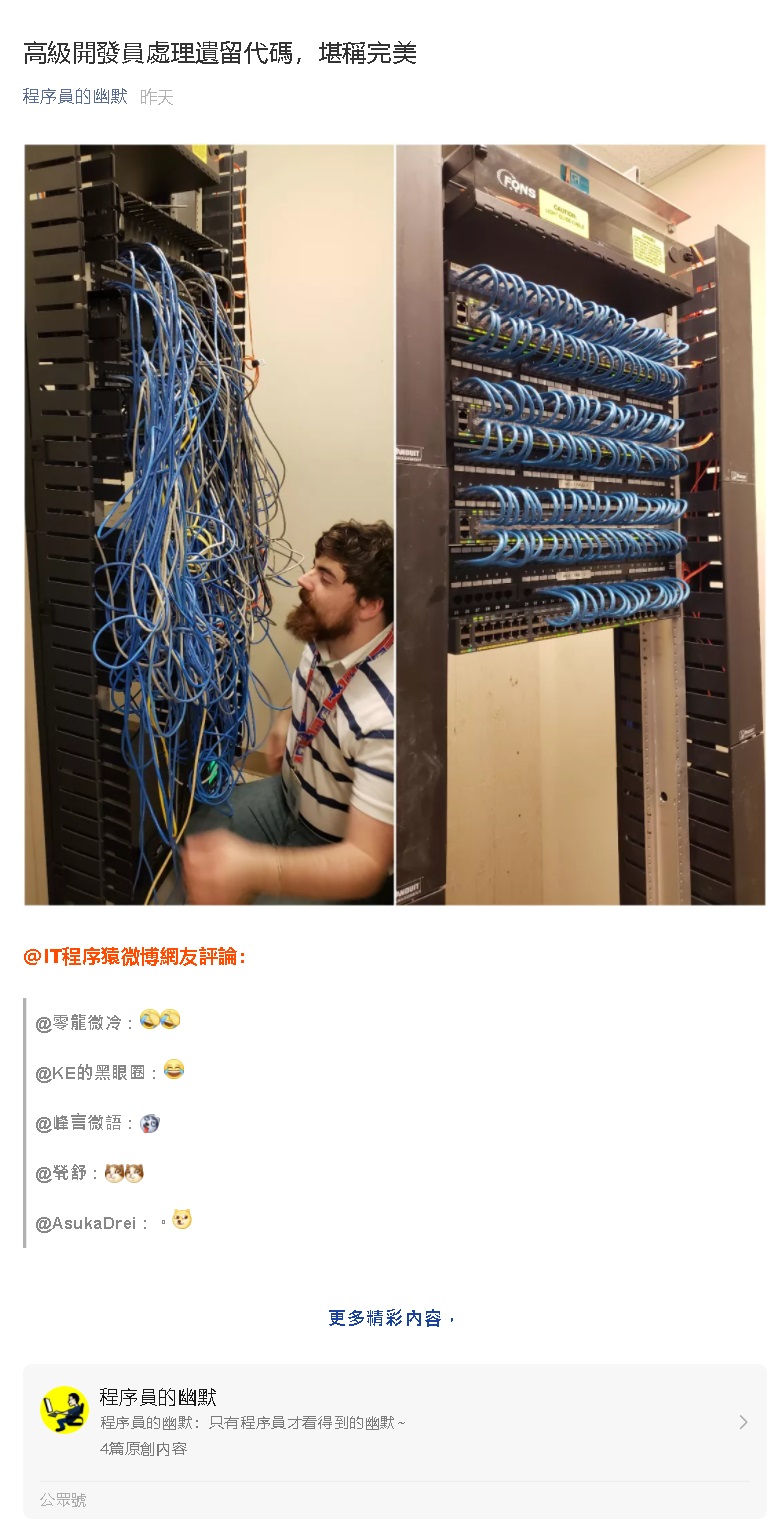 高級開發員處理遺留代碼，堪稱完美
程序員的幽默 昨天
FONS
CAUTION
@IT程序猿微博網友評論：
@零龍微冷：
@KE的黑眼圈：
@峰言微語：
@甇舒：
@AsukaDrei：。
更多精彩內容，
程序員的幽默
程序員的幽默：只有程序員才看得到的幽默~
4篇原創內容
公眾號